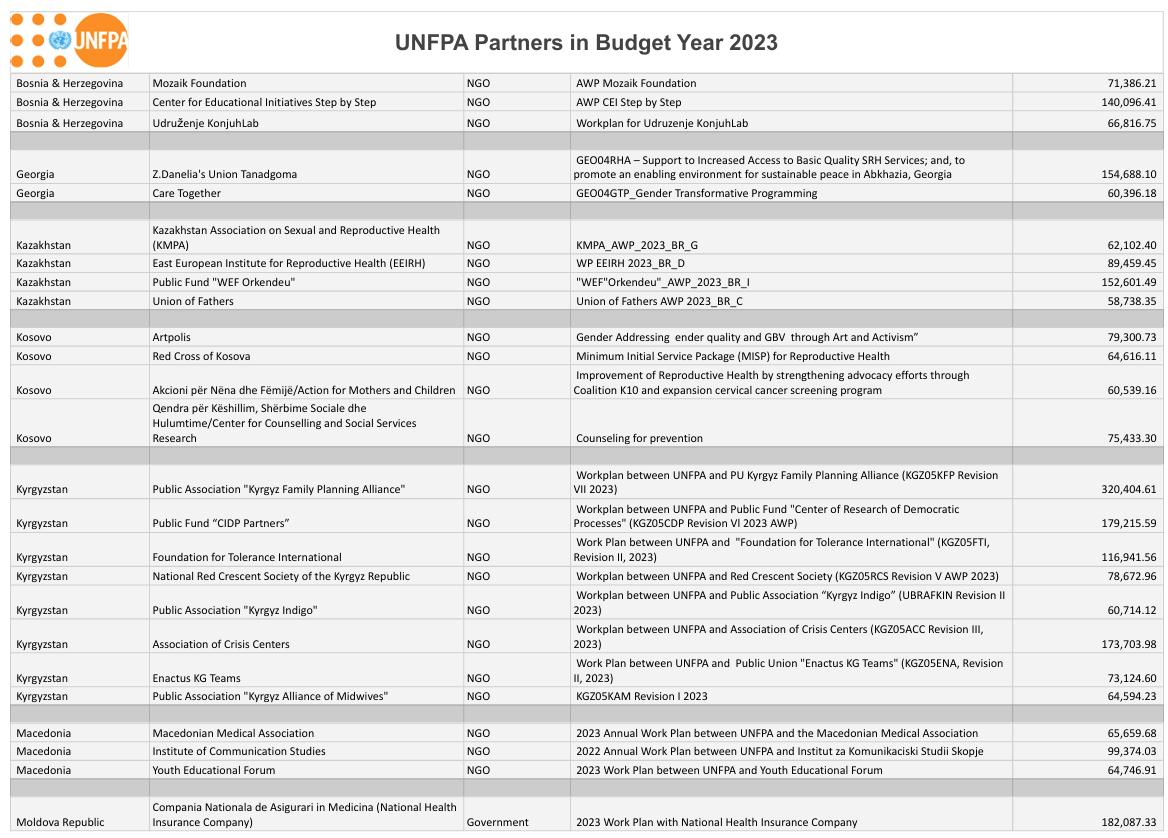 UNFPA
UNFPA Partners in Budget Year 2023
Bosnia & Herzegovina Mozaik Foundation NGO AWP Mozaik Foundation 71,386.21
Bosnia & Herzegovina Center for Educational Initiatives Step by Step NGO AWP CEI Step by Step 140,096.41
Bosnia & Herzegovina Udruženje KonjuhLab NGO Workplan for Udruzenje KonjuhLab 66,816.75
GEO04RHA – Support to Increased Access to Basic Quality SRH Services; and, to
Georgia Z.Danelia's Union Tanadgoma NGO promote an enabling environment for sustainable peace in Abkhazia, Georgia 154,688.10
Georgia Care Together NGO GEO04GTP_Gender Transformative Programming 60,396.18
Kazakhstan Association on Sexual and Reproductive Health
Kazakhstan (KMPA) NGO KMPA_AWP_2023_BR_G 62,102.40
Kazakhstan East European Institute for Reproductive Health (EEIRH) NGO WP EEIRH 2023_BR_D 89,459.45
Kazakhstan Public Fund "WEF Orkendeu" NGO "WEF"Orkendeu"_AWP_2023_BR_I 152,601.49
Kazakhstan Union of Fathers NGO Union of Fathers AWP 2023_BR_C 58,738.35
Kosovo Artpolis NGO Gender Addressing  ender quality and GBV  through Art and Activism” 79,300.73
Kosovo Red Cross of Kosova NGO Minimum Initial Service Package (MISP) for Reproductive Health 64,616.11
Improvement of Reproductive Health by strengthening advocacy efforts through
Kosovo Akcioni për Nëna dhe Fëmijë/Action for Mothers and Children NGO Coalition K10 and expansion cervical cancer screening program 60,539.16
Qendra për Këshillim, Shërbime Sociale dhe
Hulumtime/Center for Counselling and Social Services
Kosovo Research NGO Counseling for prevention 75,433.30
Workplan between UNFPA and PU Kyrgyz Family Planning Alliance (KGZ05KFP Revision
Kyrgyzstan Public Association "Kyrgyz Family Planning Alliance" NGO VII 2023) 320,404.61
Workplan between UNFPA and Public Fund "Center of Research of Democratic
Kyrgyzstan Public Fund “CIDP Partners” NGO Processes" (KGZ05CDP Revision Vl 2023 AWP) 179,215.59
Work Plan between UNFPA and  "Foundation for Tolerance International" (KGZ05FTI,
Kyrgyzstan Foundation for Tolerance International NGO Revision II, 2023) 116,941.56
Kyrgyzstan National Red Crescent Society of the Kyrgyz Republic NGO Workplan between UNFPA and Red Crescent Society (KGZ05RCS Revision V AWP 2023) 78,672.96
Workplan between UNFPA and Public Association “Kyrgyz Indigo” (UBRAFKIN Revision II
Kyrgyzstan Public Association "Kyrgyz Indigo" NGO 2023) 60,714.12
Workplan between UNFPA and Association of Crisis Centers (KGZ05ACC Revision III,
Kyrgyzstan Association of Crisis Centers NGO 2023) 173,703.98
Work Plan between UNFPA and  Public Union "Enactus KG Teams" (KGZ05ENA, Revision
Kyrgyzstan Enactus KG Teams NGO II, 2023) 73,124.60
Kyrgyzstan Public Association "Kyrgyz Alliance of Midwives" NGO KGZ05KAM Revision I 2023 64,594.23
Macedonia Macedonian Medical Association NGO 2023 Annual Work Plan between UNFPA and the Macedonian Medical Association 65,659.68
Macedonia Institute of Communication Studies NGO 2022 Annual Work Plan between UNFPA and Institut za Komunikaciski Studii Skopje 99,374.03
Macedonia Youth Educational Forum NGO 2023 Work Plan between UNFPA and Youth Educational Forum 64,746.91
Compania Nationala de Asigurari in Medicina (National Health
Moldova Republic Insurance Company) Government 2023 Work Plan with National Health Insurance Company 182,087.33